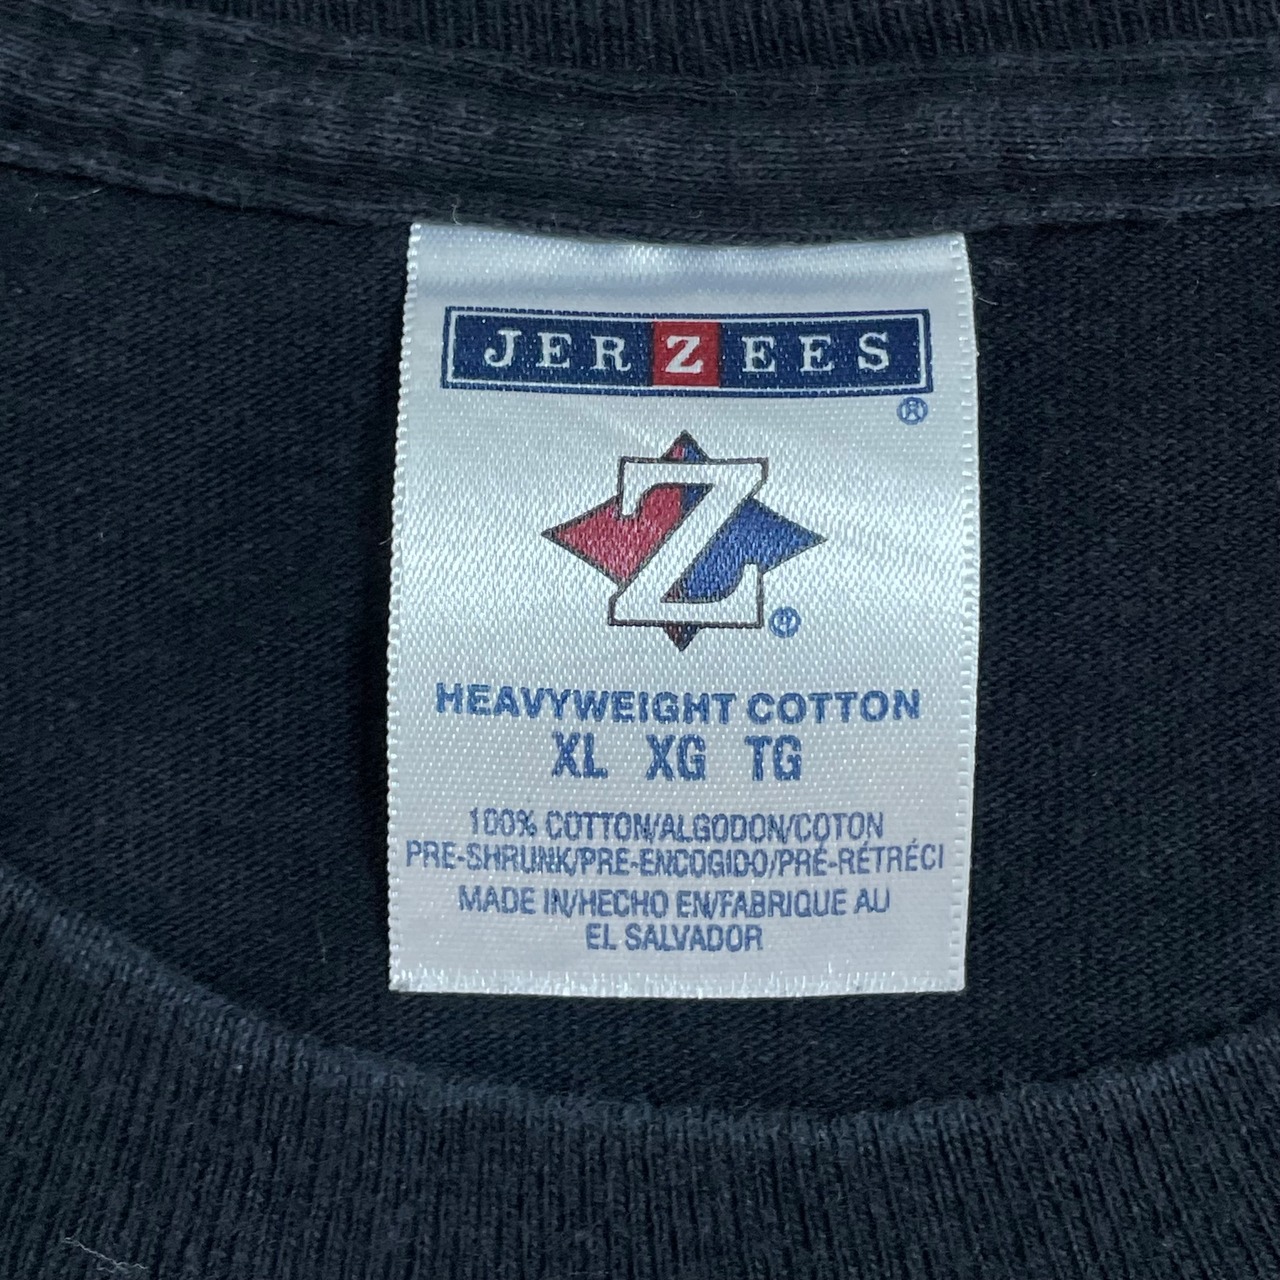 JERZEES
®
Z
®
HEAVYWEIGHT COTTON
XL XG TG
100% COTTON/ALGODON/COTON
PRE-SHRUNK/PRE-ENCOGIDO/PRÉ-RÉTRÉCI
MADE IN/HECHO EN/FABRIQUE AU
EL SALVADOR